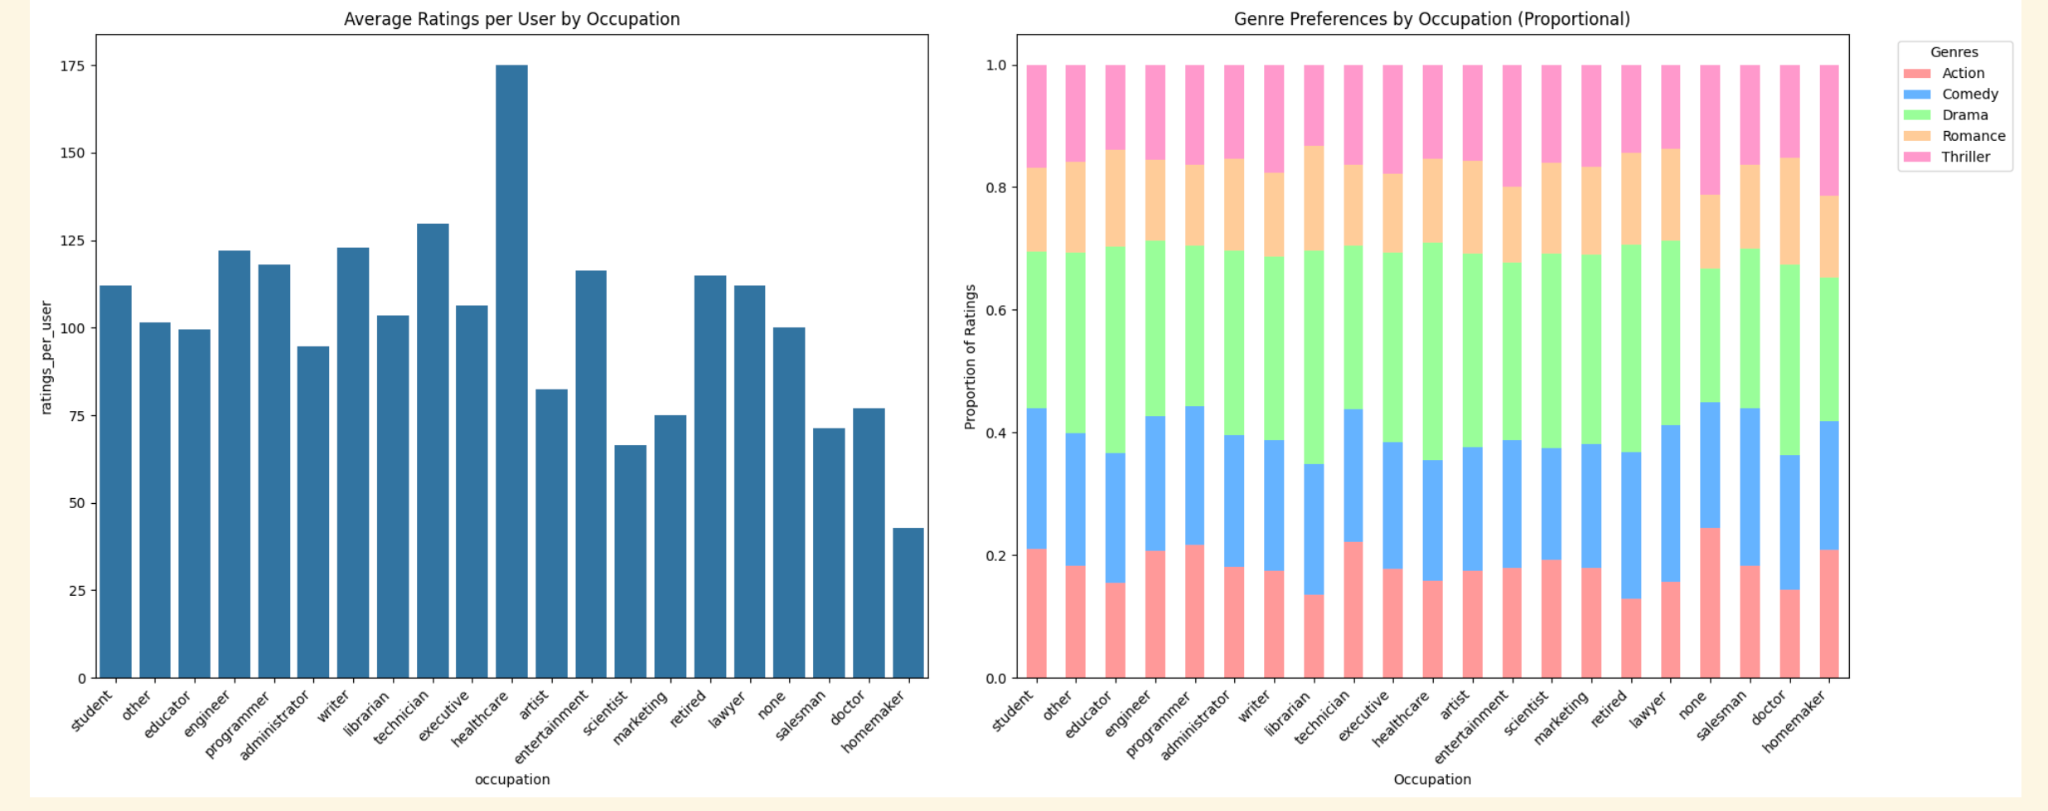 Average Ratings per User by Occupation
175
150
125
100
75
50
25
0
ratings_per_user
student
other
educator
engineer
programmer
administrator
writer
librarian
technician
executive
healthcare
artist
entertainment
scientist
marketing
retired
lawyer
none
salesman
doctor
homemaker
occupation
Genre Preferences by Occupation (Proportional)
1.0
0.8
0.6
0.4
0.2
0.0
Proportion of Ratings
student
other
educator
engineer
programmer
administrator
writer
librarian
technician
executive
healthcare
artist
entertainment
scientist
marketing
retired
lawyer
none
salesman
doctor
homemaker
Occupation
Genres
Action
Comedy
Drama
Romance
Thriller